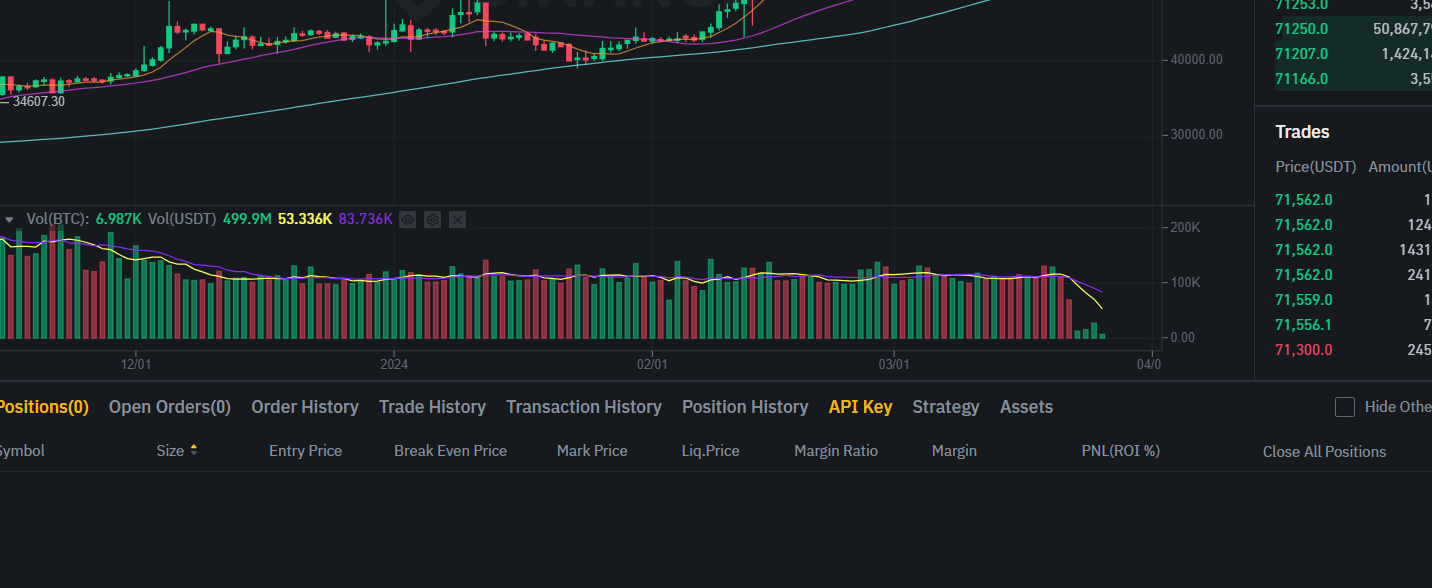 71253.0 3,5
71250.0 50,867,7
71207.0 1,424,1
71166.0 3,5
40000.00
34607.30
30000.00
Trades
Price(USDT) Amount(U
71,562.0 1
71,562.0 124
71,562.0 1431
71,562.0 241
71,559.0 1
71,556.1 7
71,300.0 245
Vol(BTC): 6.987K Vol(USDT) 499.9M 53.336K 83.736K
200K
100K
0.00
12/01 2024 02/01 03/01 04/0
Positions(0) Open Orders(0) Order History Trade History Transaction History Position History API Key Strategy Assets Hide Othe
Symbol Size Entry Price Break Even Price Mark Price Liq.Price Margin Ratio Margin PNL(ROI %) Close All Positions